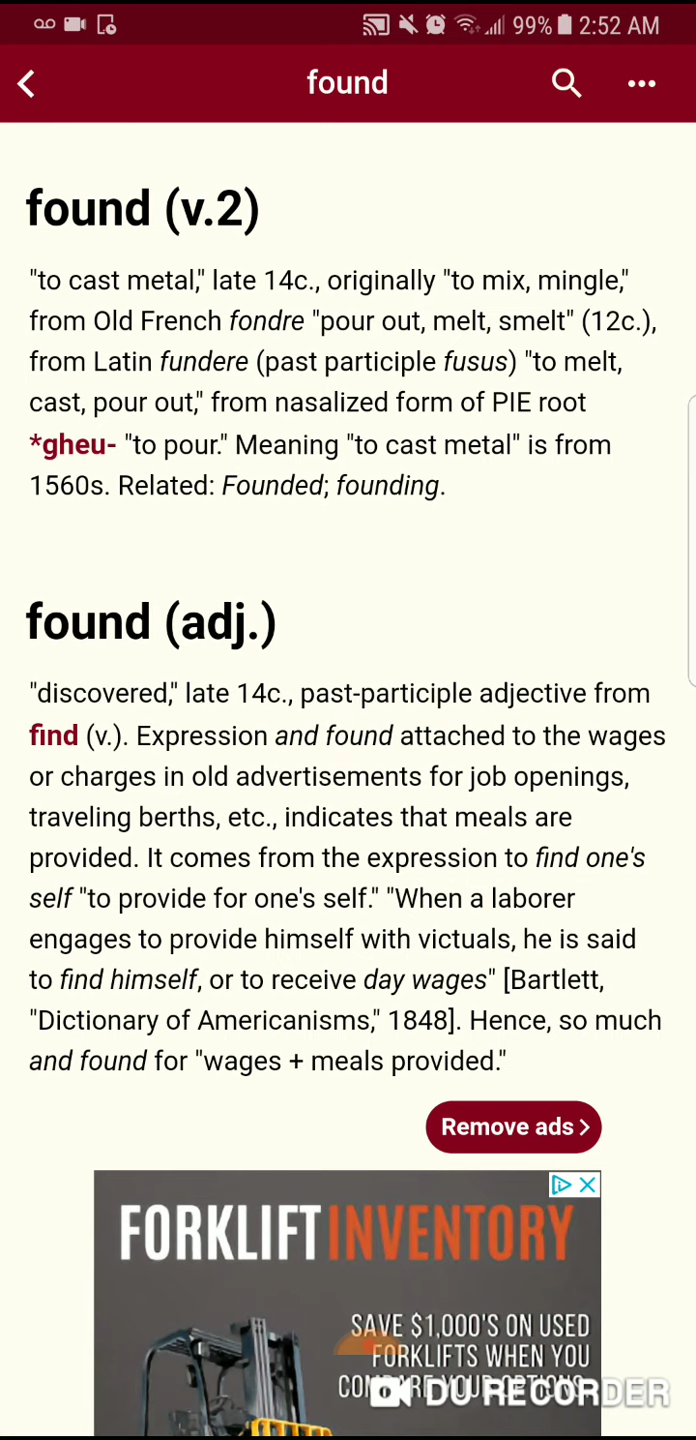 99% 2:52 AM
found
found (v.2)
"to cast metal," late 14c., originally "to mix, mingle,"
from Old French fondre "pour out, melt, smelt" (12c.),
from Latin fundere (past participle fusus) "to melt,
cast, pour out," from nasalized form of PIE root
*gheu- "to pour." Meaning "to cast metal" is from
1560s. Related: Founded; founding.
found (adj.)
"discovered," late 14c., past-participle adjective from
find (v.). Expression and found attached to the wages
or charges in old advertisements for job openings,
traveling berths, etc., indicates that meals are
provided. It comes from the expression to find one's
self "to provide for one's self." "When a laborer
engages to provide himself with victuals, he is said
to find himself, or to receive day wages" [Bartlett,
"Dictionary of Americanisms," 1848]. Hence, so much
and found for "wages + meals provided."
Remove ads >
FORKLIFT INVENTORY
SAVE $1,000'S ON USED
FORKLIFTS WHEN YOU
COMPARE YOUR OPTIONS
DU RECORDER